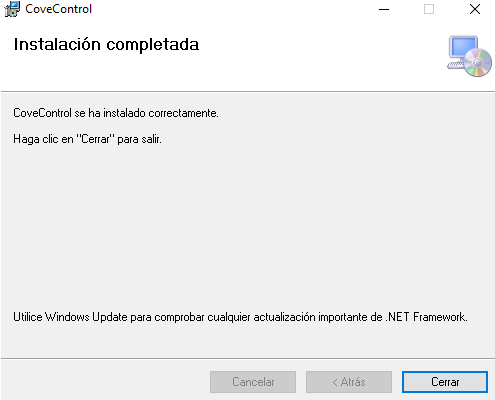 CoveControl
Instalación completada
CoveControl se ha instalado correctamente.
Haga clic en "Cerrar" para salir.
Utilice Windows Update para comprobar cualquier actualización importante de .NET Framework.
Cancelar
< Atrás
Cerrar